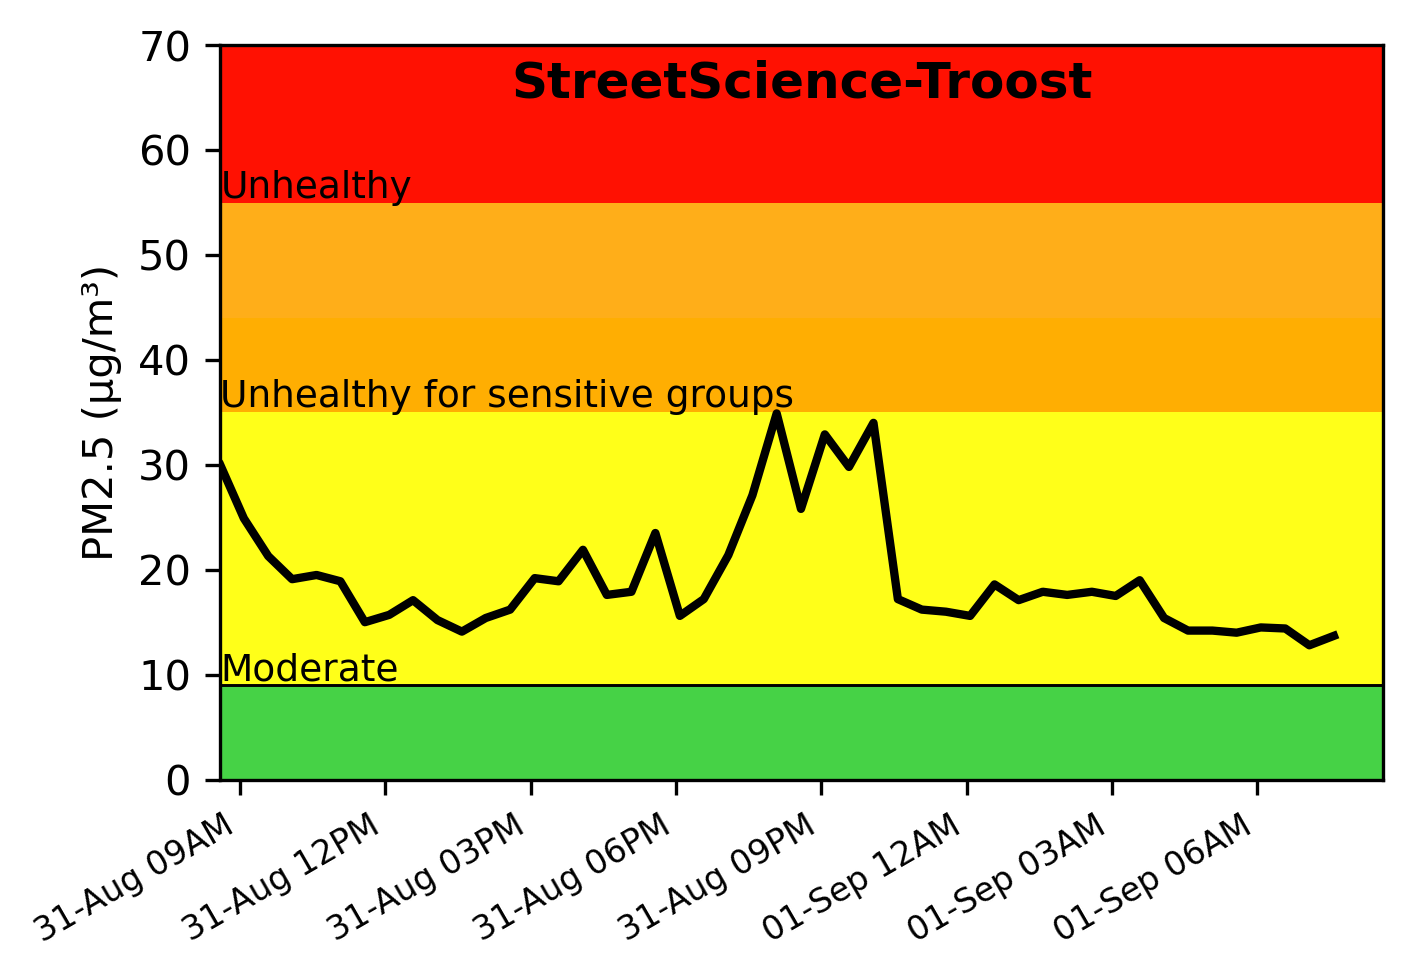 StreetScience-Troost
PM2.5 (µg/m³)
70
60
50
40
30
20
10
0
Unhealthy
Unhealthy for sensitive groups
Moderate
31-Aug 09AM
31-Aug 12PM
31-Aug 03PM
31-Aug 06PM
31-Aug 09PM
01-Sep 12AM
01-Sep 03AM
01-Sep 06AM